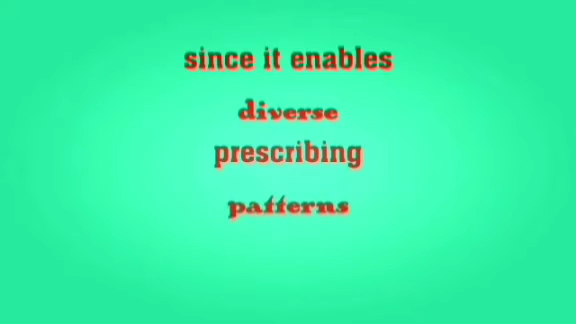 since it enables
diverse
prescribing
patterns